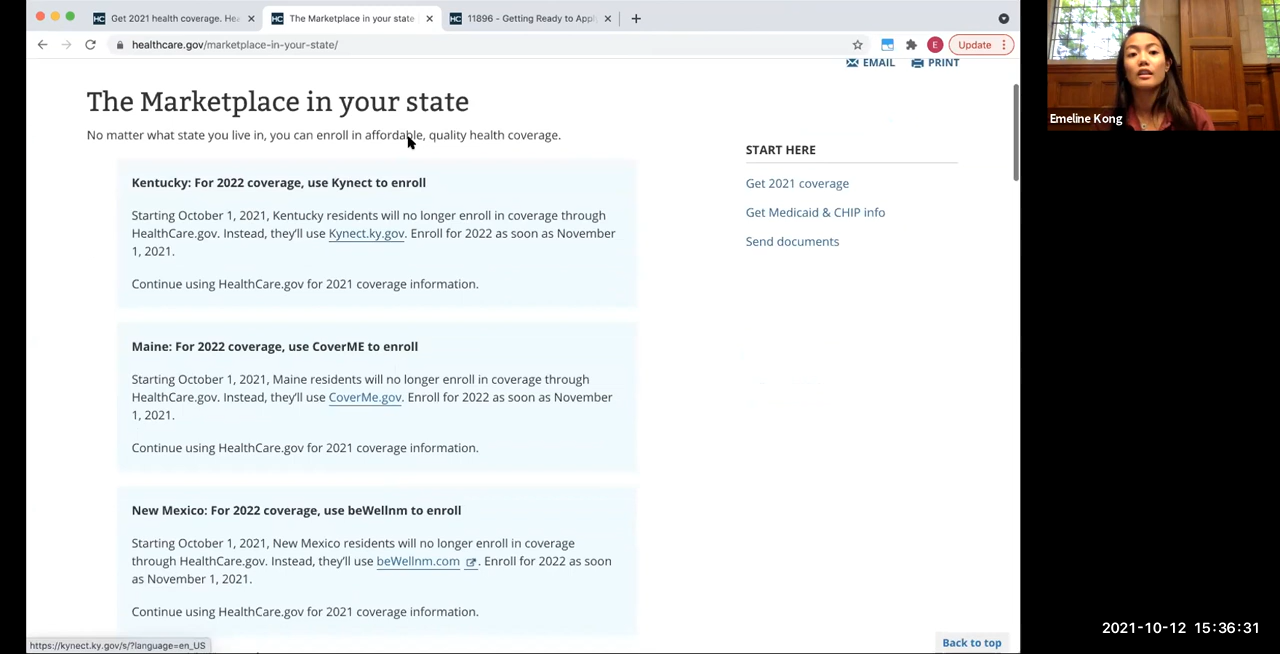 Get 2021 health coverage. He
The Marketplace in your state
11896 - Getting Ready to Appl
healthcare.gov/marketplace-in-your-state/
E
Update
EMAIL
PRINT
Emeline Kong
The Marketplace in your state
No matter what state you live in, you can enroll in affordable, quality health coverage.
START HERE
Get 2021 coverage
Get Medicaid & CHIP info
Send documents
Kentucky: For 2022 coverage, use Kynect to enroll
Starting October 1, 2021, Kentucky residents will no longer enroll in coverage through
HealthCare.gov. Instead, they'll use Kynect.ky.gov. Enroll for 2022 as soon as November
1, 2021.
Continue using HealthCare.gov for 2021 coverage information.
Maine: For 2022 coverage, use CoverME to enroll
Starting October 1, 2021, Maine residents will no longer enroll in coverage through
HealthCare.gov. Instead, they'll use CoverMe.gov. Enroll for 2022 as soon as November
1, 2021.
Continue using HealthCare.gov for 2021 coverage information.
New Mexico: For 2022 coverage, use beWellnm to enroll
Starting October 1, 2021, New Mexico residents will no longer enroll in coverage
through HealthCare.gov. Instead, they'll use beWellnm.com. Enroll for 2022 as soon
as November 1, 2021.
Continue using HealthCare.gov for 2021 coverage information.
https://kynect.ky.gov/s/?language=en_US
Back to top
2021-10-12 15:36:31